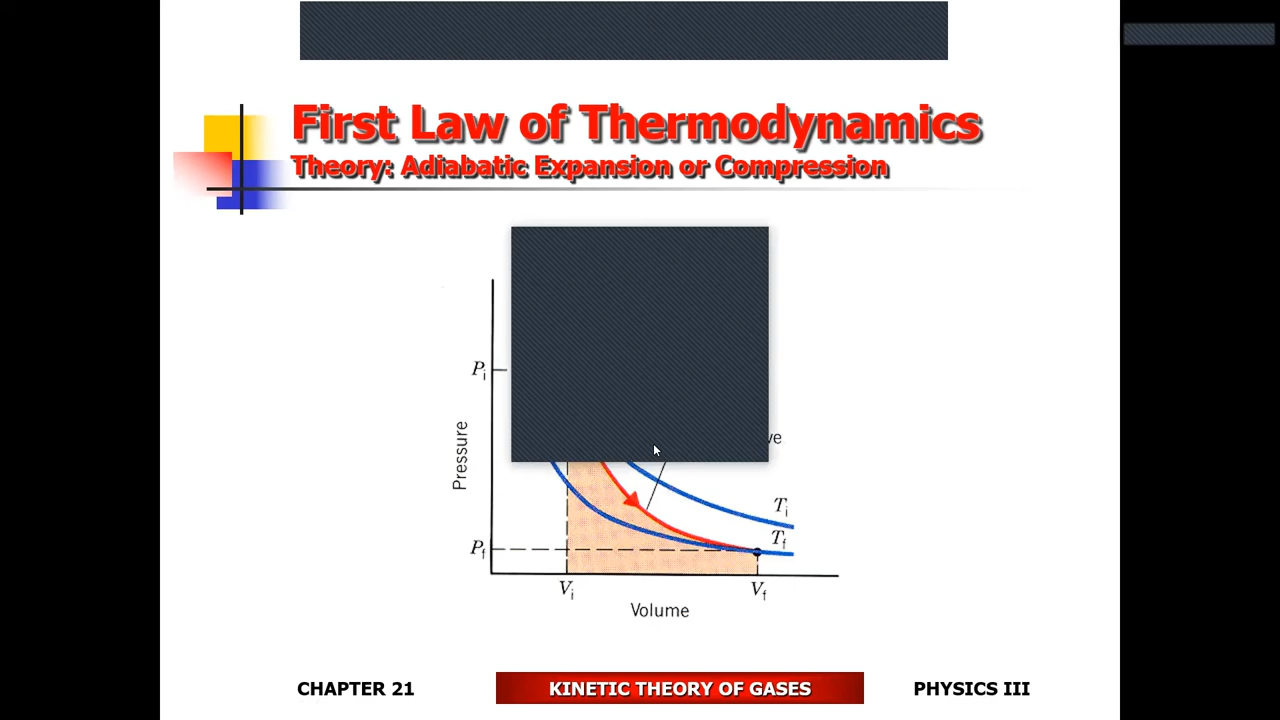 First Law of Thermodynamics
Theory: Adiabatic Expansion or Compression
Pi
Pressure
Ti
Tf
Pf
Vi
Vf
Volume
CHAPTER 21
KINETIC THEORY OF GASES
PHYSICS III